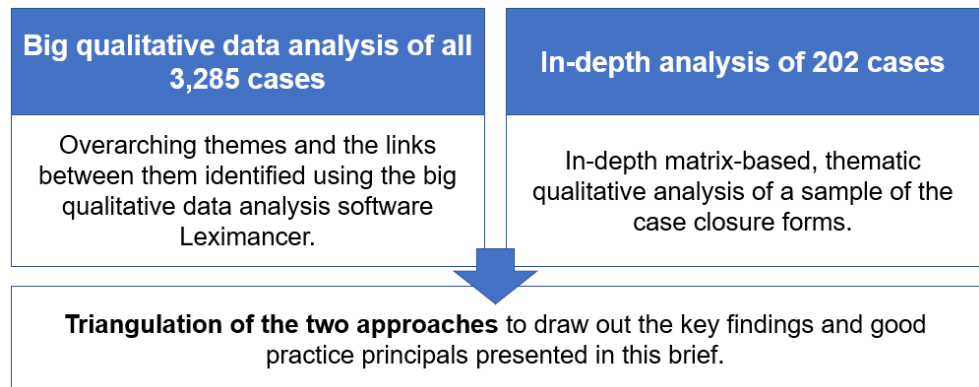 Big qualitative data analysis of all
3,285 cases
Overarching themes and the links
between them identified using the big
qualitative data analysis software
Leximancer.
In-depth analysis of 202 cases
In-depth matrix-based, thematic
qualitative analysis of a sample of the
case closure forms.
Triangulation of the two approaches to draw out the key findings and good
practice principals presented in this brief.